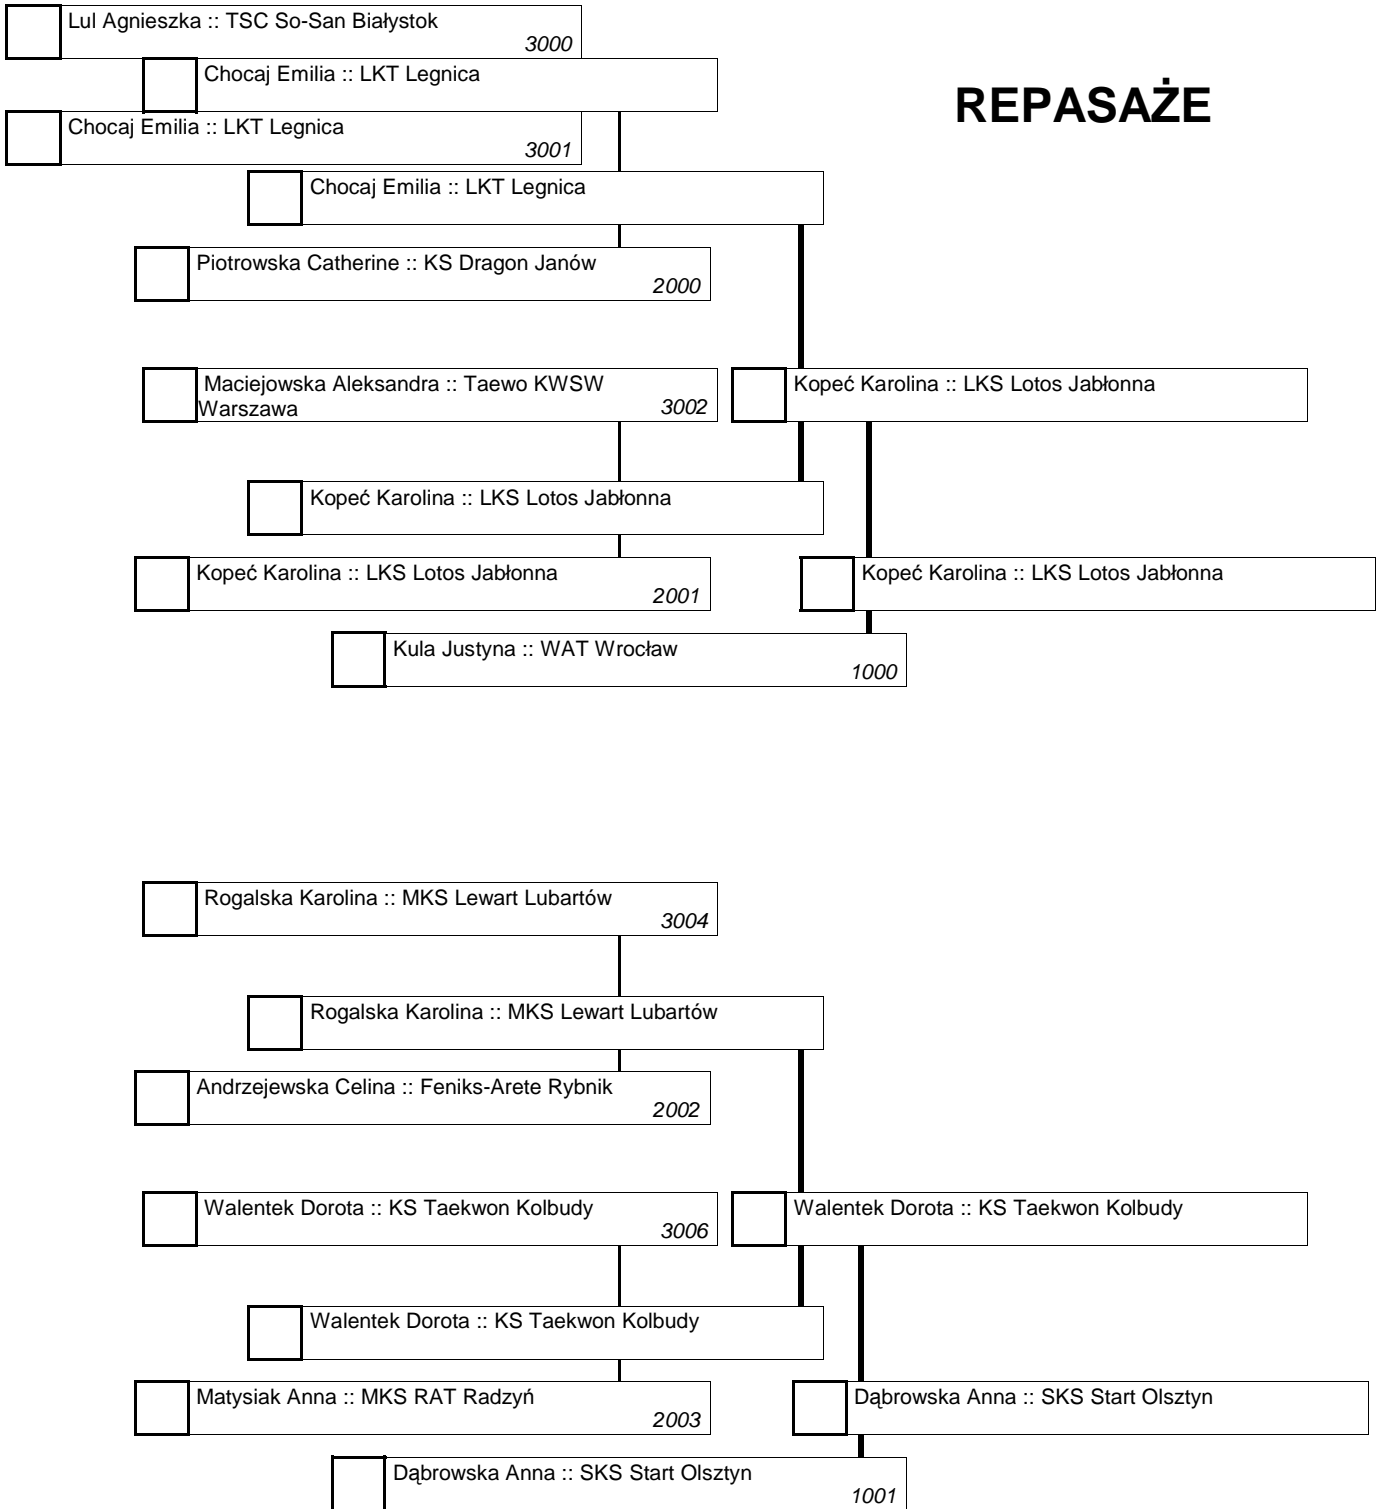 Lul Agnieszka :: TSC So-San Białystok
3000
Chocaj Emilia :: LKT Legnica
REPASAŻE
Chocaj Emilia :: LKT Legnica
3001
Chocaj Emilia :: LKT Legnica
Piotrowska Catherine :: KS Dragon Janów
2000
Maciejowska Aleksandra :: Taewo KWSW
Warszawa
3002
Kopeć Karolina :: LKS Lotos Jabłonna
Kopeć Karolina :: LKS Lotos Jabłonna
Kopeć Karolina :: LKS Lotos Jabłonna
2001
Kopeć Karolina :: LKS Lotos Jabłonna
Kula Justyna :: WAT Wrocław
1000
Rogalska Karolina :: MKS Lewart Lubartów
3004
Rogalska Karolina :: MKS Lewart Lubartów
Andrzejewska Celina :: Feniks-Arete Rybnik
2002
Walentek Dorota :: KS Taekwon Kolbudy
3006
Walentek Dorota :: KS Taekwon Kolbudy
Walentek Dorota :: KS Taekwon Kolbudy
Matysiak Anna :: MKS RAT Radzyń
2003
Dąbrowska Anna :: SKS Start Olsztyn
Dąbrowska Anna :: SKS Start Olsztyn
1001